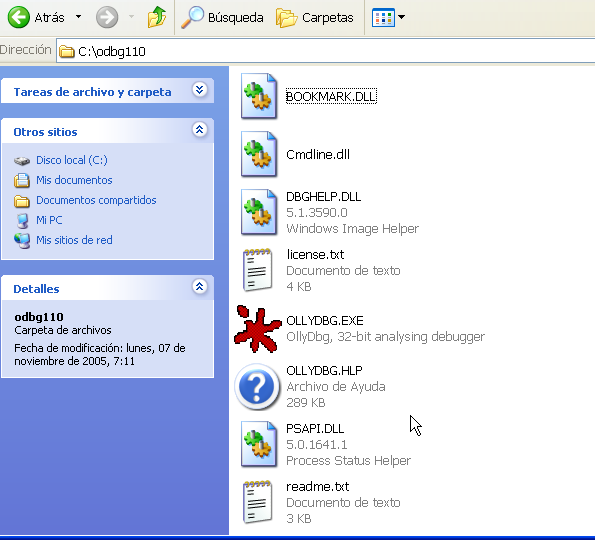 Atrás
Búsqueda
Carpetas
Dirección
C:\odbg110
Tareas de archivo y carpeta
Otros sitios
Disco local (C:)
Mis documentos
Documentos compartidos
Mi PC
Mis sitios de red
Detalles
odbg110
Carpeta de archivos
Fecha de modificación: lunes, 07 de
noviembre de 2005, 7:11
BOOKMARK.DLL
Cmdline.dll
DBGHELP.DLL
5.1.3590.0
Windows Image Helper
license.txt
Documento de texto
4 KB
OLLYDBG.EXE
OllyDbg, 32-bit analysing debugger
OLLYDBG.HLP
Archivo de Ayuda
289 KB
PSAPI.DLL
5.0.1641.1
Process Status Helper
readme.txt
Documento de texto
3 KB